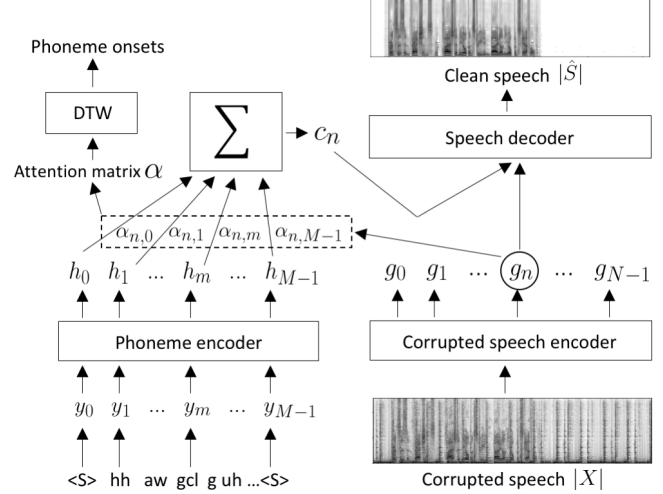 Phoneme onsets
Clean speech |Ŝ|
DTW
∑
c_n
Speech decoder
Attention matrix α
α_{n,0} α_{n,1} α_{n,m} α_{n,M−1}
h_0 h_1 ... h_m ... h_{M−1}
g_0 g_1 ... g_n ... g_{N−1}
Phoneme encoder
Corrupted speech encoder
y_0 y_1 ... y_m ... y_{M−1}
<S> hh aw gcl g uh ...<S>
Corrupted speech |X|